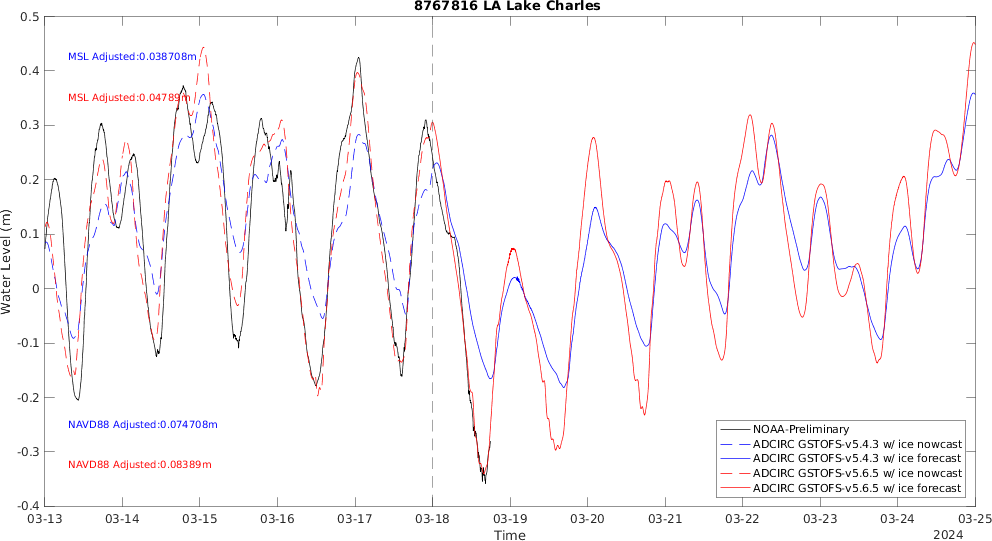 8767816 LA Lake Charles
0.5
0.4
0.3
0.2
0.1
0
-0.1
-0.2
-0.3
-0.4
Water Level (m)
MSL Adjusted:0.038708m
MSL Adjusted:0.04789m
NAVD88 Adjusted:0.074708m
NAVD88 Adjusted:0.08389m
NOAA-Preliminary
ADCIRC GSTOFS-v5.4.3 w/ ice nowcast
ADCIRC GSTOFS-v5.4.3 w/ ice forecast
ADCIRC GSTOFS-v5.6.5 w/ ice nowcast
ADCIRC GSTOFS-v5.6.5 w/ ice forecast
03-13 03-14 03-15 03-16 03-17 03-18 03-19 03-20 03-21 03-22 03-23 03-24 03-25
Time
2024